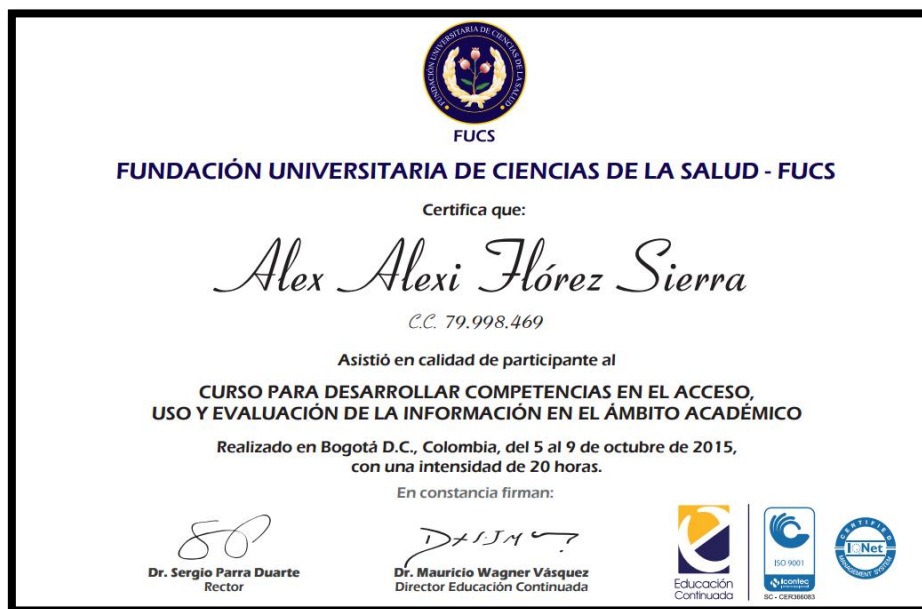 FUNDACIÓN UNIVERSITARIA DE CIENCIAS DE LA SALUD
FUCS
FUNDACIÓN UNIVERSITARIA DE CIENCIAS DE LA SALUD - FUCS
Certifica que:
Alex Alexi Flórez Sierra
C.C. 79.998.469
Asistió en calidad de participante al
CURSO PARA DESARROLLAR COMPETENCIAS EN EL ACCESO,
USO Y EVALUACIÓN DE LA INFORMACIÓN EN EL ÁMBITO ACADÉMICO
Realizado en Bogotá D.C., Colombia, del 5 al 9 de octubre de 2015,
con una intensidad de 20 horas.
En constancia firman:
Dr. Sergio Parra Duarte
Rector
Dr. Mauricio Wagner Vásquez
Director Educación Continuada
Educación
Continuada
ISO 9001
icontec
SC - CER366083
CERTIFIED
IQNet
MANAGEMENT SYSTEM